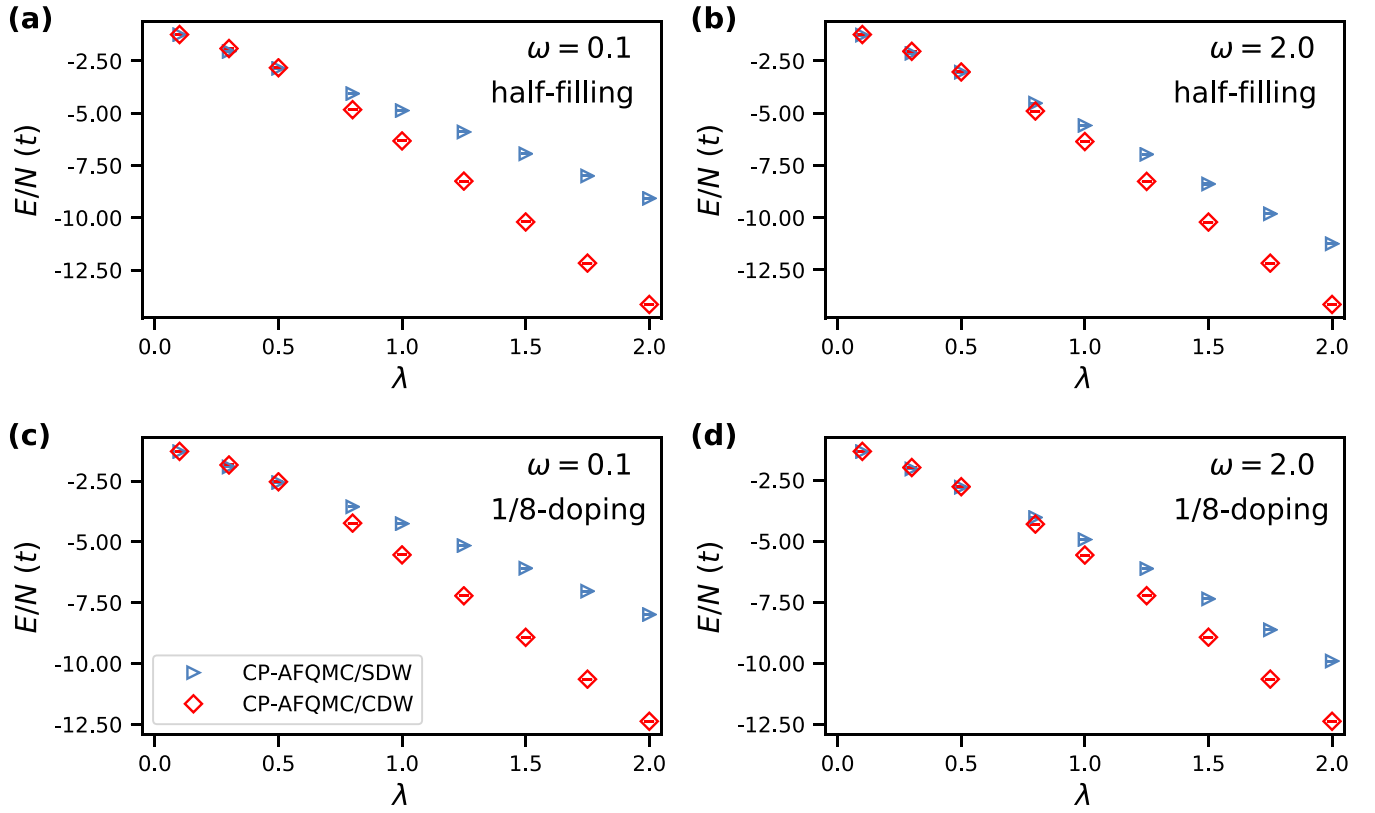 (a)
ω = 0.1
half-filling
-2.50
-5.00
-7.50
-10.00
-12.50
E/N (t)
0.0 0.5 1.0 1.5 2.0
λ
(b)
ω = 2.0
half-filling
-2.50
-5.00
-7.50
-10.00
-12.50
E/N (t)
0.0 0.5 1.0 1.5 2.0
λ
(c)
ω = 0.1
1/8-doping
-2.50
-5.00
-7.50
-10.00
-12.50
E/N (t)
CP-AFQMC/SDW
CP-AFQMC/CDW
0.0 0.5 1.0 1.5 2.0
λ
(d)
ω = 2.0
1/8-doping
-2.50
-5.00
-7.50
-10.00
-12.50
E/N (t)
0.0 0.5 1.0 1.5 2.0
λ